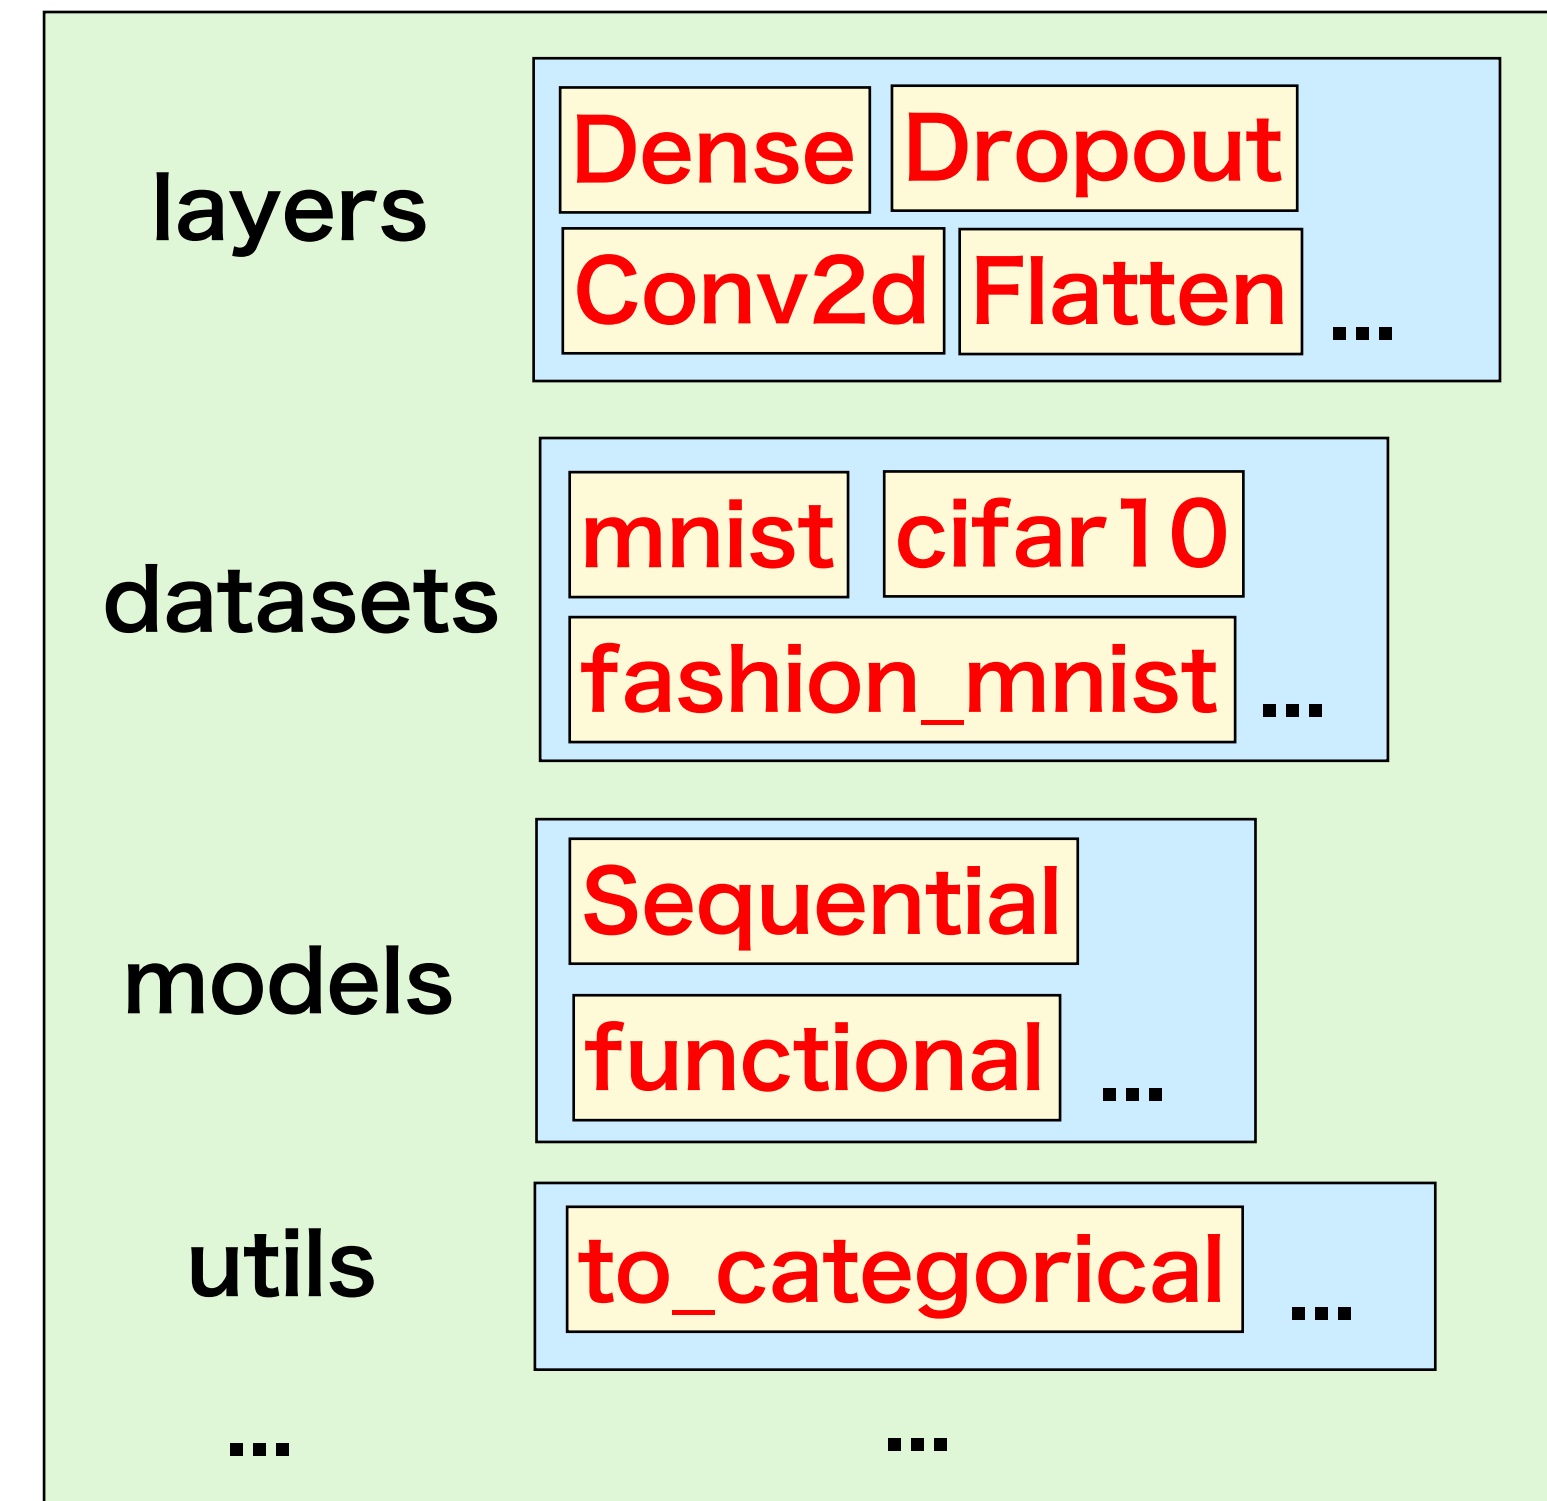 layers
Dense Dropout
Conv2d Flatten ...
datasets
mnist cifar10
fashion_mnist ...
models
Sequential
functional ...
utils
to_categorical ...
... ...